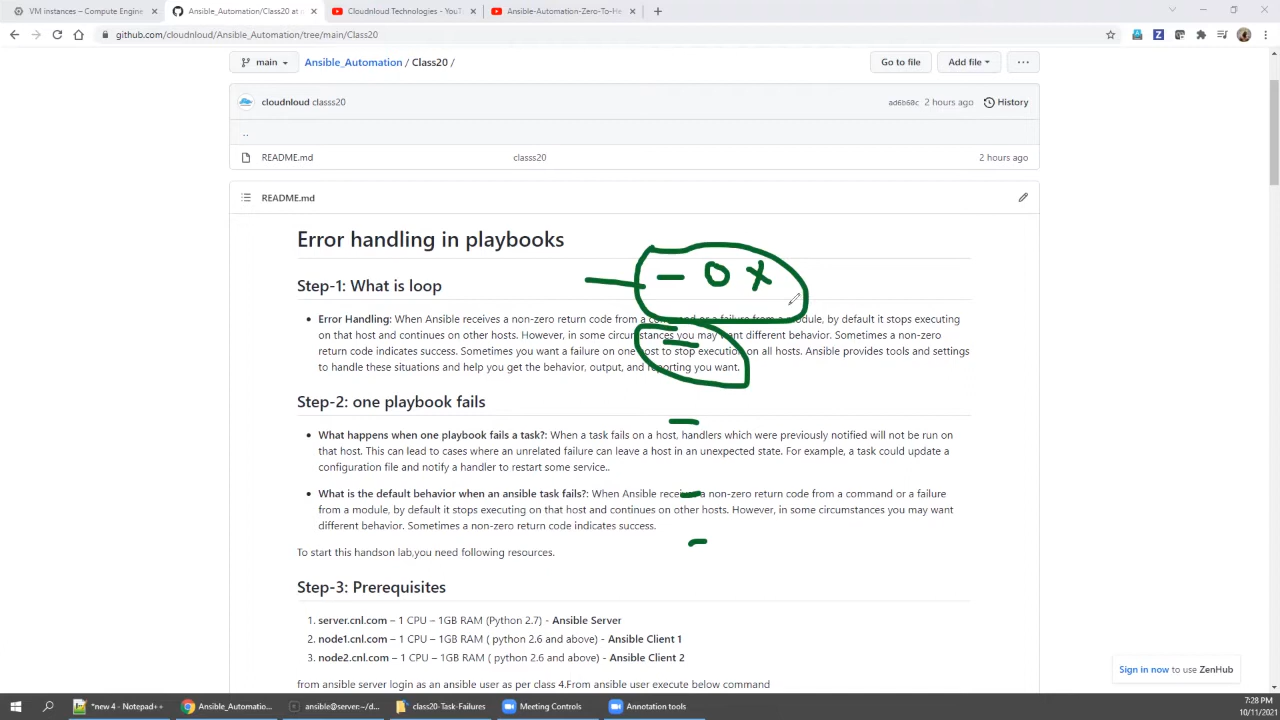 VM instances – Compute Engine
Ansible_Automation/Class20 at
Cloudnloud Technologies - YouT
Ansible-Automation-Zero-To-He
github.com/cloudnloud/Ansible_Automation/tree/main/Class20
main
Ansible_Automation / Class20 /
Go to file
Add file
...
cloudnloud classs20
ad6b68c 2 hours ago
History
..
README.md
classs20
2 hours ago
README.md
Error handling in playbooks
- O X
Step-1: What is loop
Error Handling: When Ansible receives a non-zero return code from a command or a failure from a module, by default it stops executing
on that host and continues on other hosts. However, in some circumstances you may want different behavior. Sometimes a non-zero
return code indicates success. Sometimes you want a failure on one host to stop execution on all hosts. Ansible provides tools and settings
to handle these situations and help you get the behavior, output, and reporting you want.
Step-2: one playbook fails
What happens when one playbook fails a task?: When a task fails on a host, handlers which were previously notified will not be run on
that host. This can lead to cases where an unrelated failure can leave a host in an unexpected state. For example, a task could update a
configuration file and notify a handler to restart some service..
What is the default behavior when an ansible task fails?: When Ansible receives a non-zero return code from a command or a failure
from a module, by default it stops executing on that host and continues on other hosts. However, in some circumstances you may want
different behavior. Sometimes a non-zero return code indicates success.
To start this handson lab,you need following resources.
Step-3: Prerequisites
1. server.cnl.com – 1 CPU – 1GB RAM (Python 2.7) - Ansible Server
2. node1.cnl.com – 1 CPU – 1GB RAM ( python 2.6 and above) - Ansible Client 1
3. node2.cnl.com – 1 CPU – 1GB RAM ( python 2.6 and above) - Ansible Client 2
from ansible server login as an ansible user as per class 4.From ansible user execute below command
Sign in now to use ZenHub
*new 4 - Notepad++
Ansible_Automatio...
ansible@server:~/d...
class20-Task-Failures
Meeting Controls
Annotation tools
7:28 PM
10/11/2021